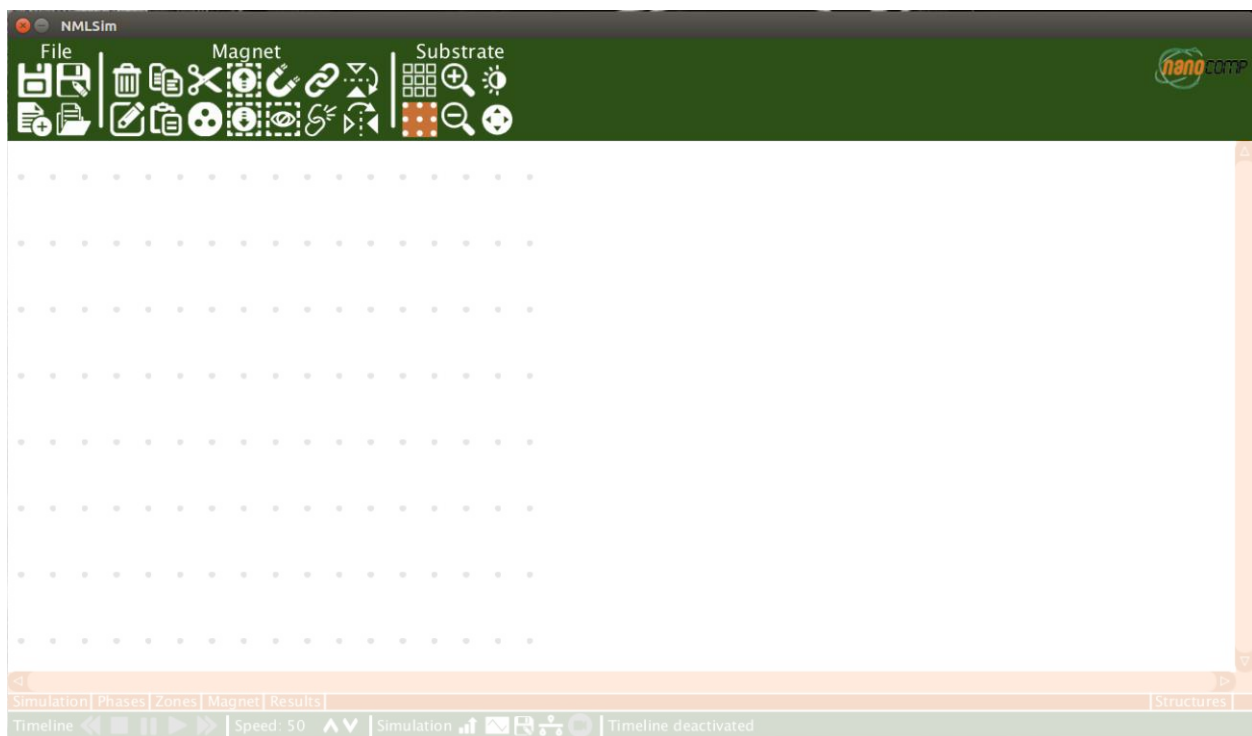 NMLSim
File Magnet Substrate
nanocomp
Simulation| Phases| Zones| Magnet| Results| Structures|
Timeline Speed: 50 Simulation Timeline deactivated